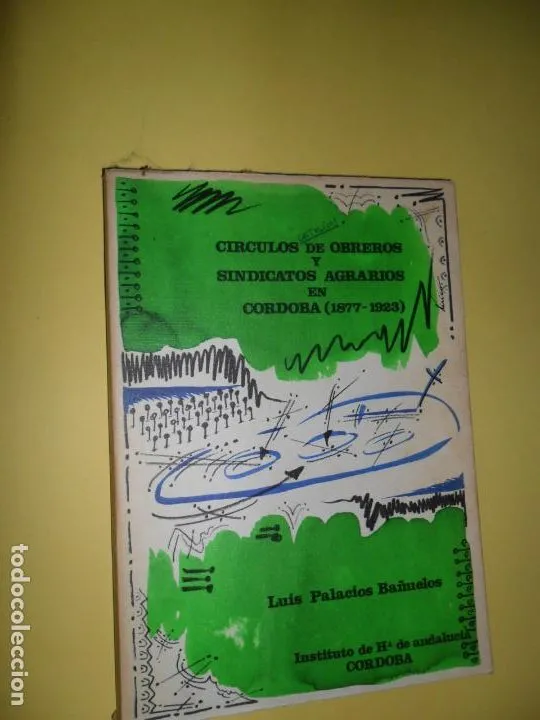 CIRCULOS DE OBREROS
Y
SINDICATOS AGRARIOS
EN
CORDOBA (1877-1923)
Luis Palacios Bañuelos
Instituto de Hª de andalucía
CORDOBA
todocoleccion